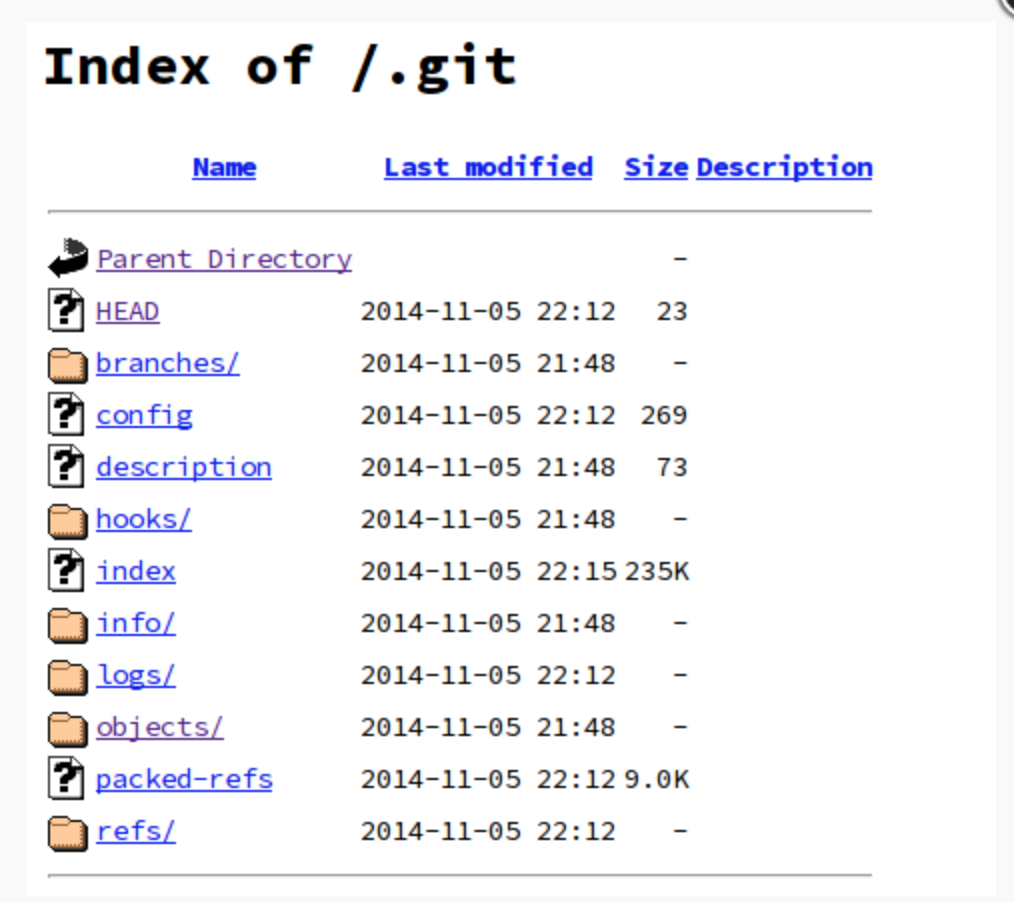 Index of /.git
Name Last modified Size Description
Parent Directory -
HEAD 2014-11-05 22:12 23
branches/ 2014-11-05 21:48 -
config 2014-11-05 22:12 269
description 2014-11-05 21:48 73
hooks/ 2014-11-05 21:48 -
index 2014-11-05 22:15 235K
info/ 2014-11-05 21:48 -
logs/ 2014-11-05 22:12 -
objects/ 2014-11-05 21:48 -
packed-refs 2014-11-05 22:12 9.0K
refs/ 2014-11-05 22:12 -